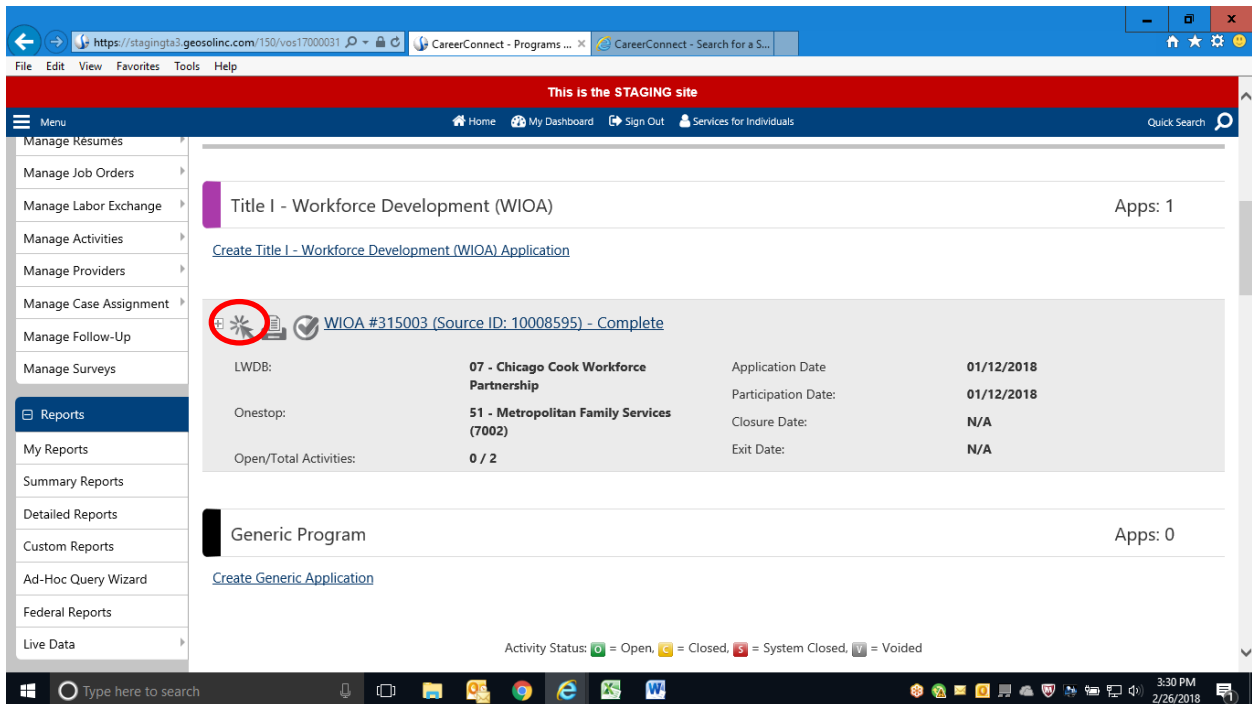 https://stagingta3.geosolinc.com/150/vos17000031
CareerConnect - Programs ...
CareerConnect - Search for a S...
File Edit View Favorites Tools Help
This is the STAGING site
Menu
Home My Dashboard Sign Out Services for Individuals
Quick Search
Manage Résumés
Manage Job Orders
Manage Labor Exchange
Manage Activities
Manage Providers
Manage Case Assignment
Manage Follow-Up
Manage Surveys
Reports
My Reports
Summary Reports
Detailed Reports
Custom Reports
Ad-Hoc Query Wizard
Federal Reports
Live Data
Title I - Workforce Development (WIOA)
Apps: 1
Create Title I - Workforce Development (WIOA) Application
WIOA #315003 (Source ID: 10008595) - Complete
LWDB:
07 - Chicago Cook Workforce
Partnership
Onestop:
51 - Metropolitan Family Services
(7002)
Open/Total Activities:
0 / 2
Application Date
01/12/2018
Participation Date:
01/12/2018
Closure Date:
N/A
Exit Date:
N/A
Generic Program
Apps: 0
Create Generic Application
Activity Status: O = Open, C = Closed, S = System Closed, V = Voided
Type here to search
3:30 PM
2/26/2018